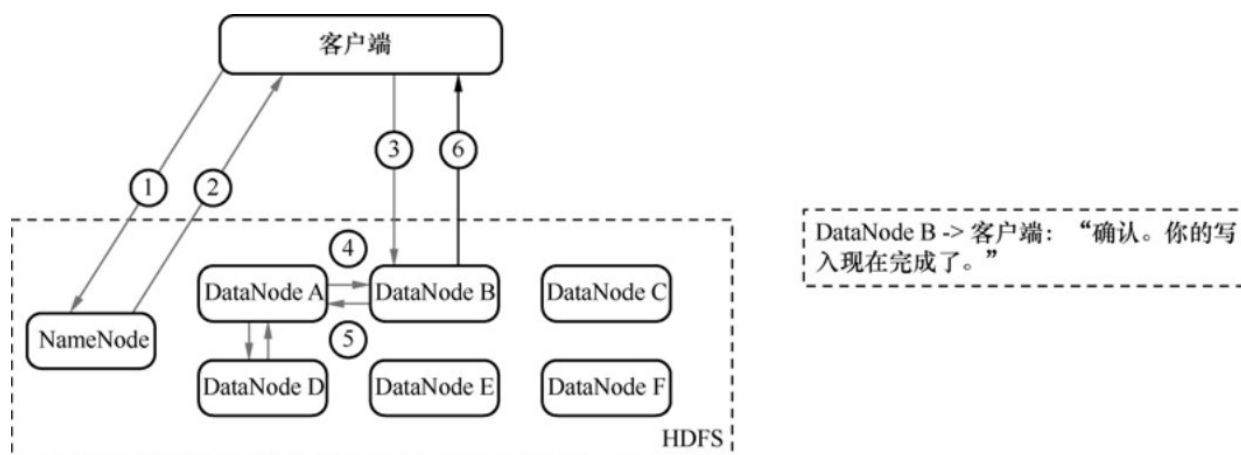 客户端
①
②
③
⑥
④
DataNode A
DataNode B
DataNode C
NameNode
⑤
DataNode D
DataNode E
DataNode F
HDFS
DataNode B -> 客户端：“确认。你的写
入现在完成了。”